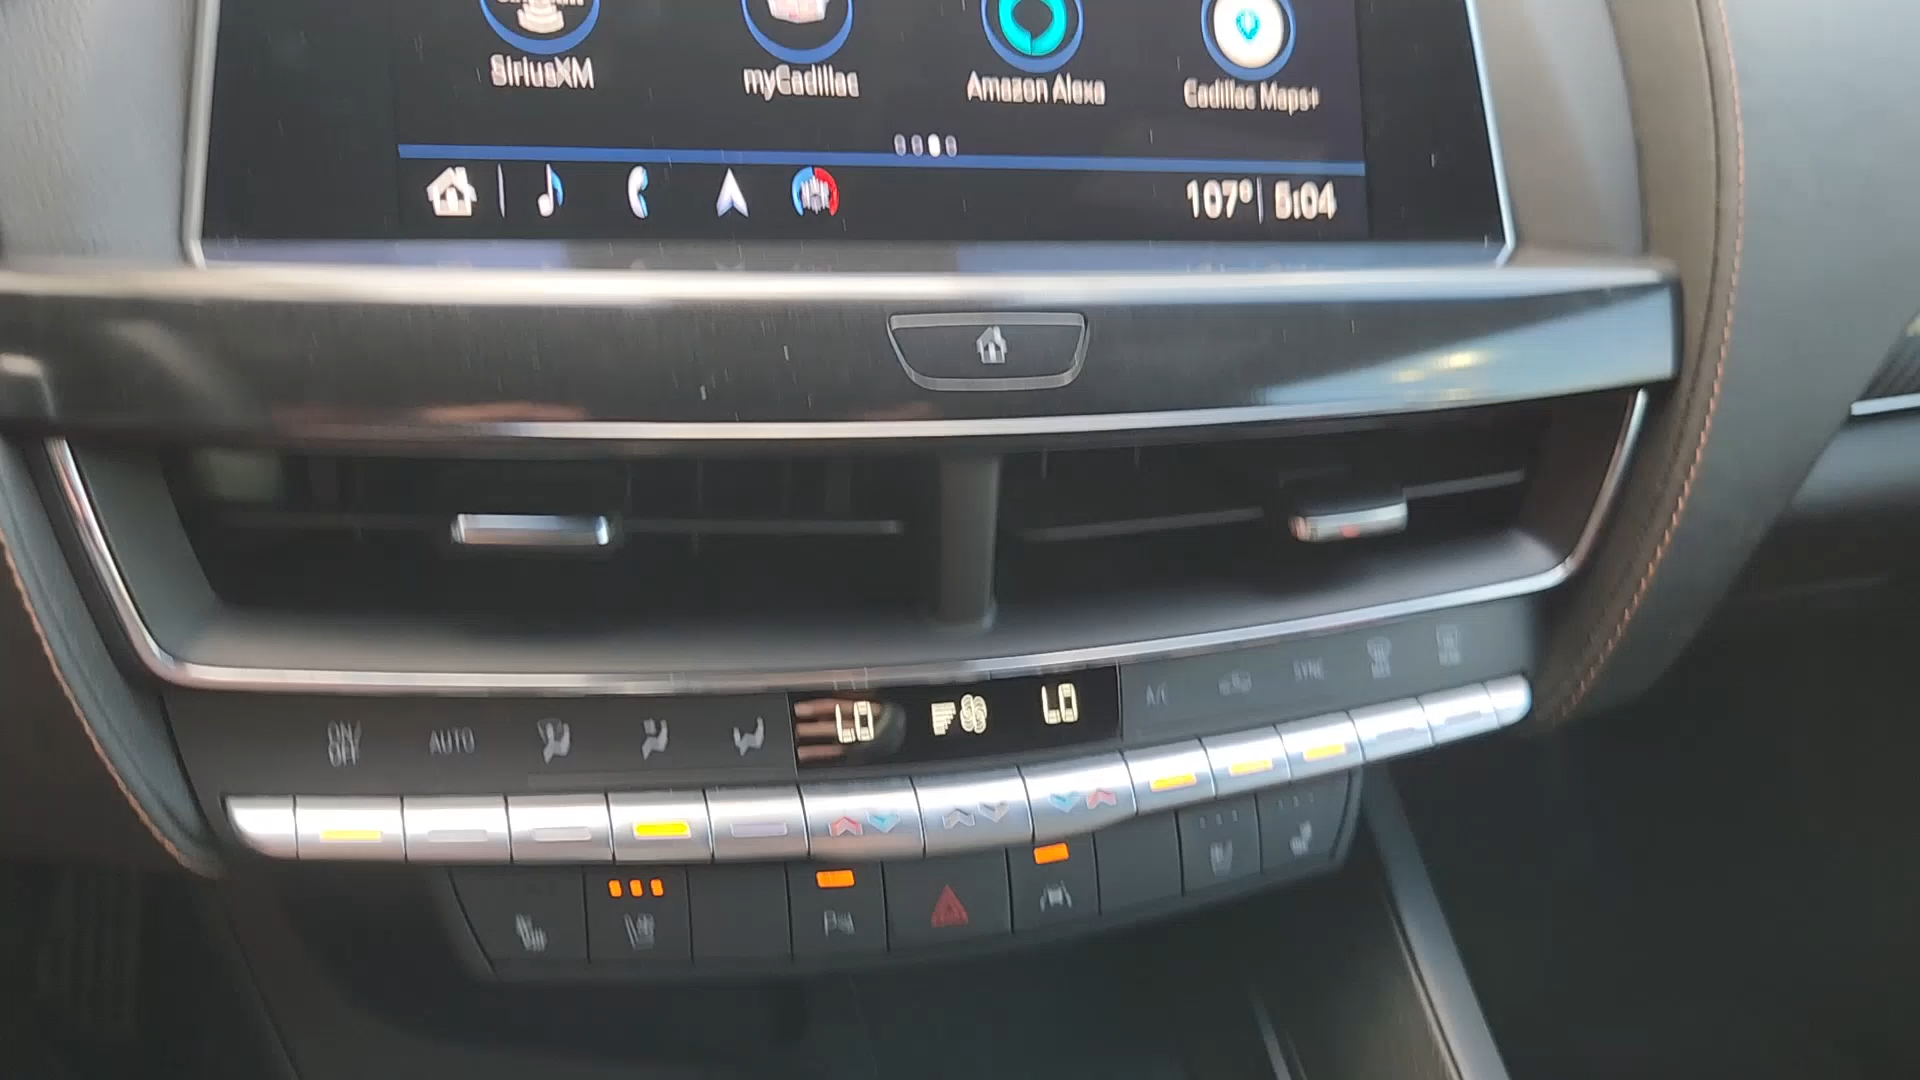 SiriusXM
myCadillac
Amazon Alexa
Cadillac Maps+
107° 5:04
ON/
OFF
AUTO
LO
LO
A/C
SYNC